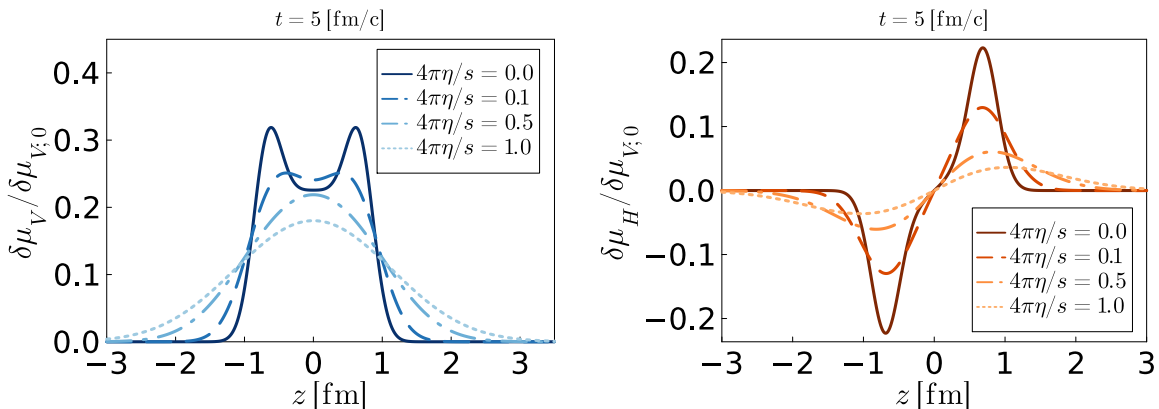 t = 5 [fm/c]
δμ_V/δμ_{V;0}
0.4
0.3
0.2
0.1
0.0
4πη/s = 0.0
4πη/s = 0.1
4πη/s = 0.5
4πη/s = 1.0
−3 −2 −1 0 1 2 3
z [fm]
t = 5 [fm/c]
δμ_H/δμ_{V;0}
0.2
0.1
0.0
−0.1
−0.2
4πη/s = 0.0
4πη/s = 0.1
4πη/s = 0.5
4πη/s = 1.0
−3 −2 −1 0 1 2 3
z [fm]